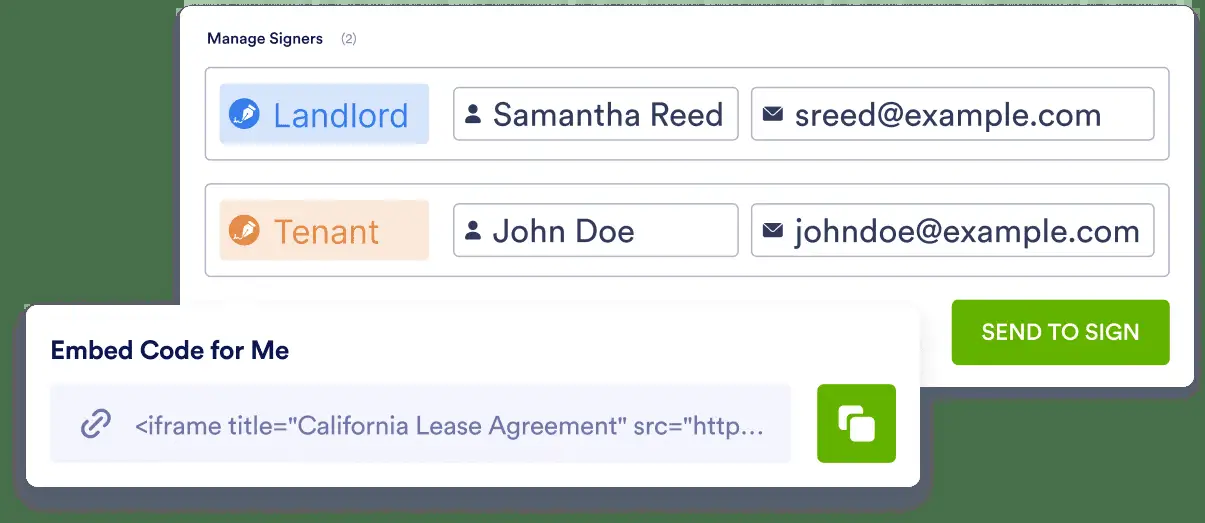 Manage Signers (2)
Landlord Samantha Reed sreed@example.com
Tenant John Doe johndoe@example.com
SEND TO SIGN
Embed Code for Me
<iframe title="California Lease Agreement" src="http...